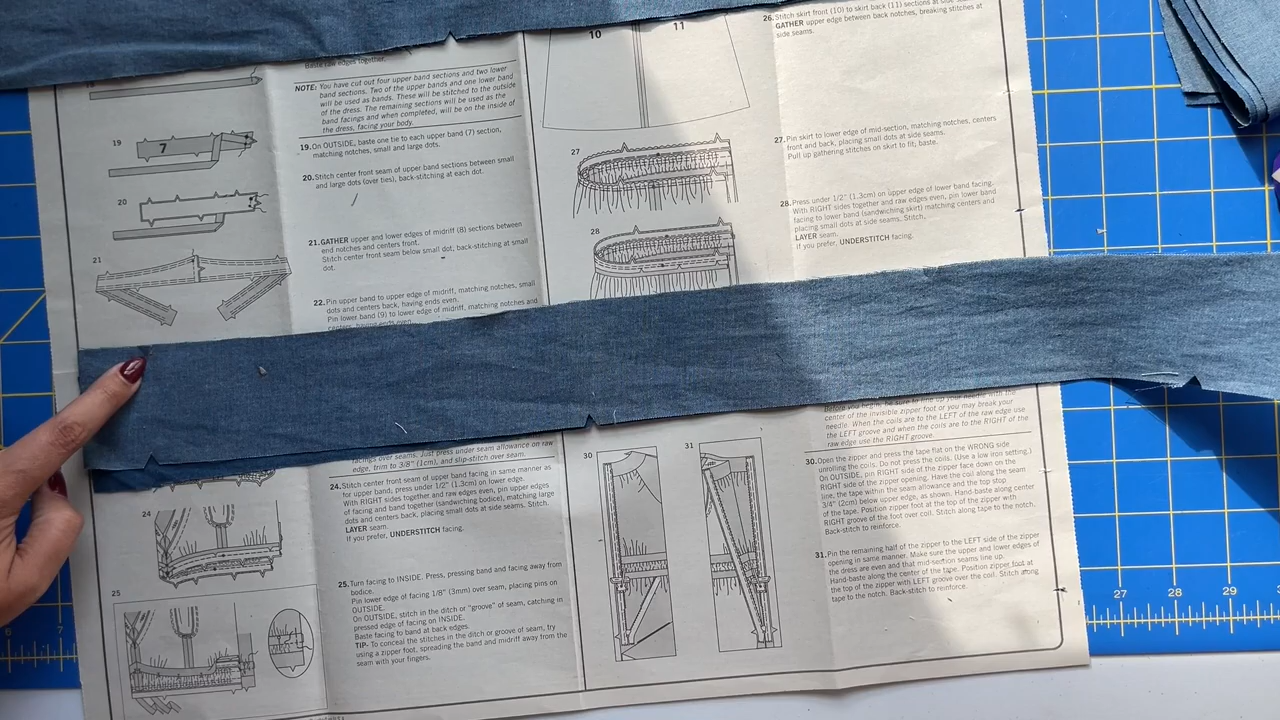 Baste raw edges together.
NOTE: You have cut out four upper band sections and two lower
band sections. Two of the upper bands and one lower band
will be used as bands. These will be stitched to the outside
of the dress. The remaining sections will be used as the
band facings and when completed, will be on the inside of
the dress, facing your body.
19
7
19. On OUTSIDE, baste one tie to each upper band (7) section,
matching notches, small and large dots.
20
20. Stitch center front seam of upper band sections between small
and large dots (over ties), back-stitching at each dot.
21
21. GATHER upper and lower edges of midriff (8) sections between
end notches and centers front.
Stitch center front seam below small dot, back-stitching at small
dot.
22. Pin upper band to upper edge of midriff, matching notches, small
dots and centers back, having ends even.
Pin lower band (9) to lower edge of midriff, matching notches and
centers, having ends even.
facings over seams. Just press under seam allowance on raw
edge, trim to 3/8" (1cm), and slip-stitch over seam.
24
24. Stitch center front seam of upper band facing in same manner as
for upper band; press under 1/2" (1.3cm) on lower edge.
With RIGHT sides together and raw edges even, pin upper edges
of facing and band together (sandwiching bodice), matching large
dots and centers back, placing small dots at side seams. Stitch.
LAYER seam.
If you prefer, UNDERSTITCH facing.
25
25. Turn facing to INSIDE. Press, pressing band and facing away from
bodice.
Pin lower edge of facing 1/8" (3mm) over seam, placing pins on
OUTSIDE.
On OUTSIDE, stitch in the ditch or "groove" of seam, catching in
pressed edge of facing on INSIDE.
Baste facing to band at back edges.
TIP- To conceal the stitches in the ditch or groove of seam, try
using a zipper foot, spreading the band and midriff away from the
seam with your fingers.
10
11
26. Stitch skirt front (10) to skirt back (11) sections at side seams.
GATHER upper edge between back notches, breaking stitches at
side seams.
27
27. Pin skirt to lower edge of mid-section, matching notches, centers
front and back, placing small dots at side seams.
Pull up gathering stitches on skirt to fit; baste.
28
28. Press under 1/2" (1.3cm) on upper edge of lower band facing.
With RIGHT sides together and raw edges even, pin lower band
facing to lower band (sandwiching skirt) matching centers and
placing small dots at side seams. Stitch.
LAYER seam.
If you prefer, UNDERSTITCH facing.
Before you begin, be sure to line up your needle with the
center of the invisible zipper foot or you may break your
needle. When the coils are to the LEFT of the raw edge use
the LEFT groove and when the coils are to the RIGHT of the
raw edge use the RIGHT groove.
30
31
30. Open the zipper and press the tape flat on the WRONG side
unrolling the coils. Do not press the coils. (Use a low iron setting.)
On OUTSIDE, pin RIGHT side of the zipper face down on the
RIGHT side of the zipper opening. Have the coil along the seam
line, the tape within the seam allowance and the top stop
3/4" (2cm) below upper edge, as shown. Hand-baste along center
of the tape. Position zipper foot at the top of the zipper with
RIGHT groove of the foot over coil. Stitch along tape to the notch.
Back-stitch to reinforce.
31. Pin the remaining half of the zipper to the LEFT side of the zipper
opening in same manner. Make sure the upper and lower edges of
the dress are even and that mid-section seams line up.
Hand-baste along the center of the tape. Position zipper foot at
the top of the zipper with LEFT groove over the coil. Stitch along
tape to the notch. Back-stitch to reinforce.
6
7
27
28
29